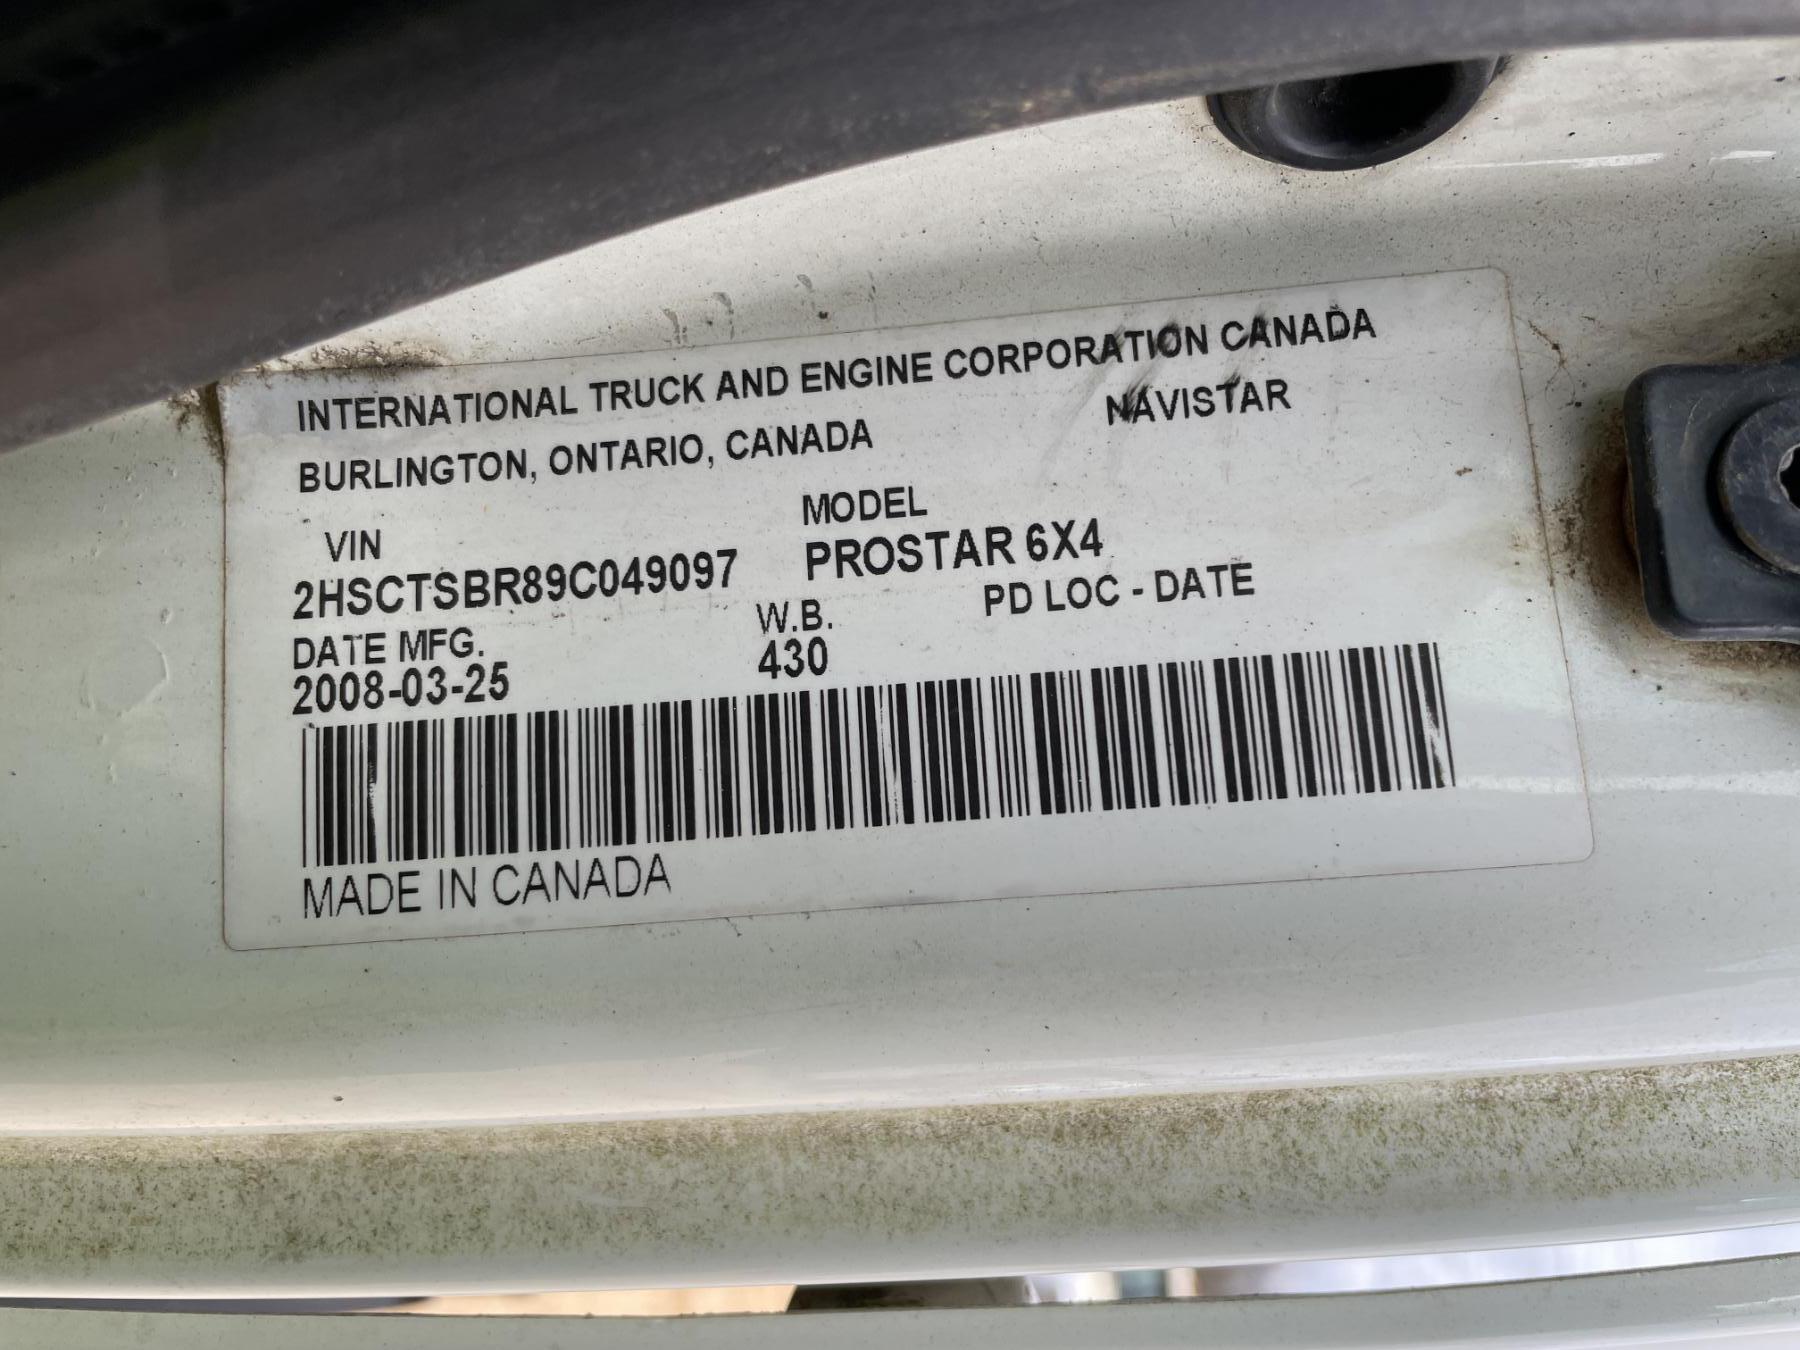 INTERNATIONAL TRUCK AND ENGINE CORPORATION CANADA
BURLINGTON, ONTARIO, CANADA NAVISTAR
VIN MODEL
2HSCTSBR89C049097 PROSTAR 6X4
DATE MFG. W.B. PD LOC - DATE
2008-03-25 430
MADE IN CANADA